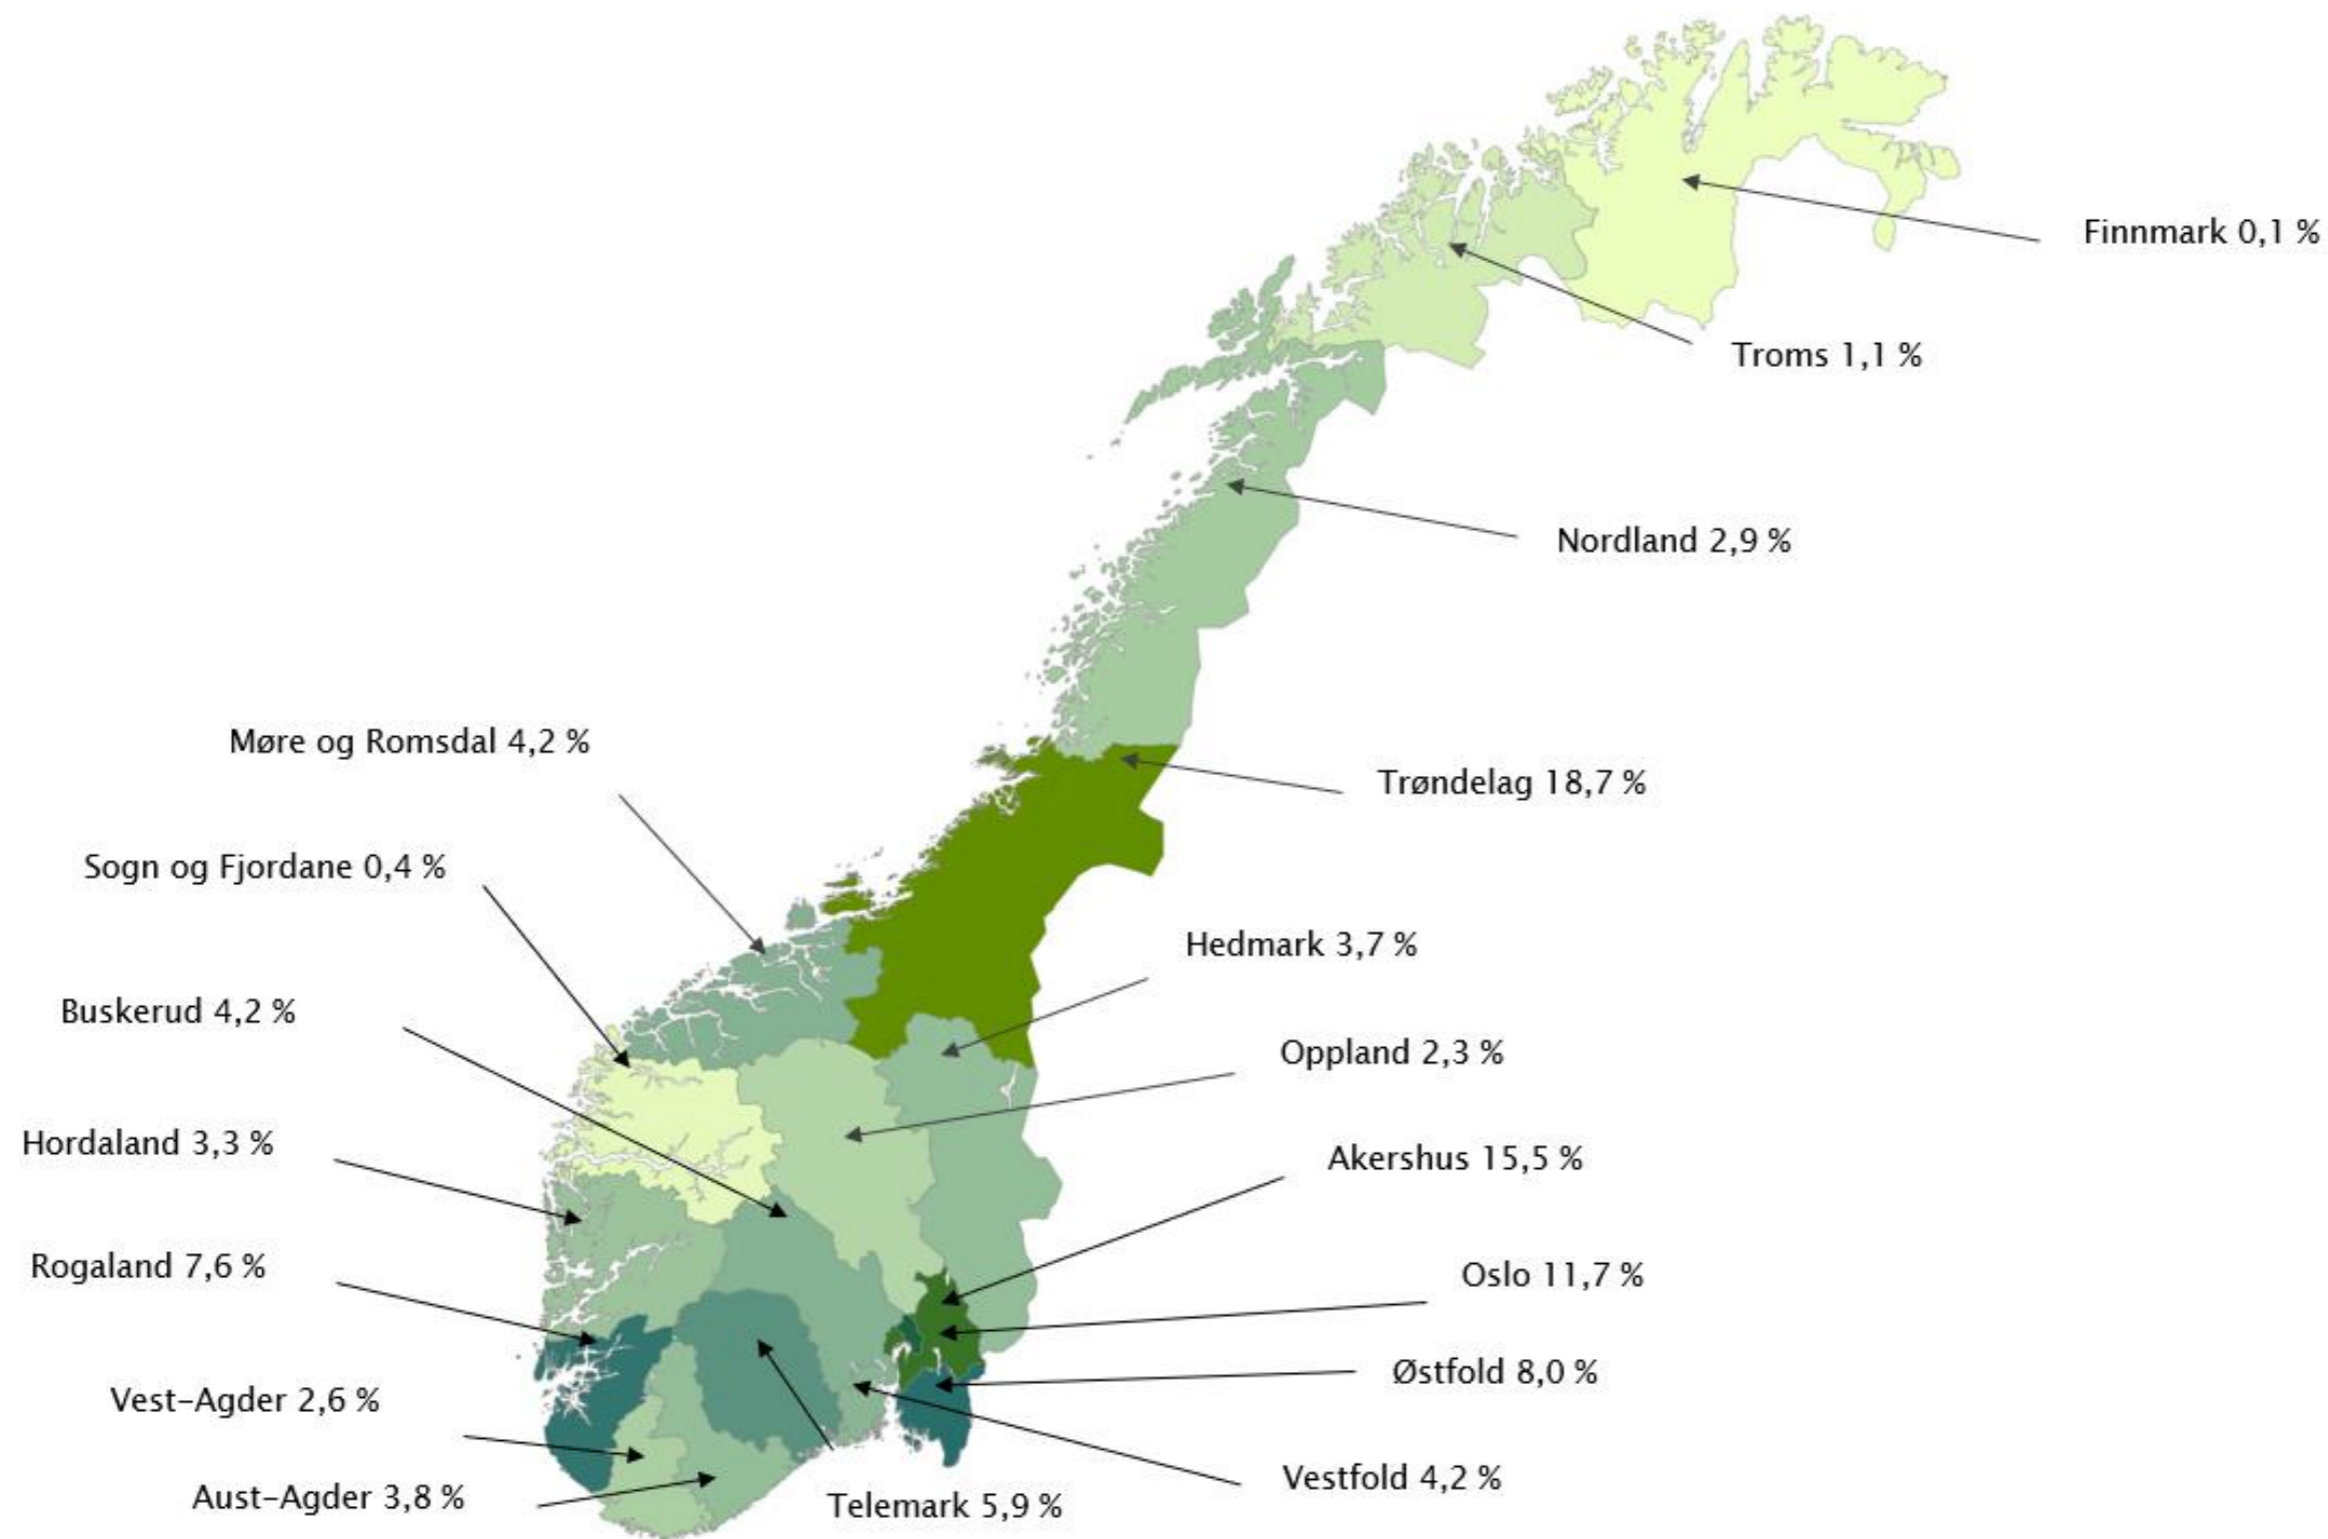 Finnmark 0,1 %
Troms 1,1 %
Nordland 2,9 %
Møre og Romsdal 4,2 %
Trøndelag 18,7 %
Sogn og Fjordane 0,4 %
Hedmark 3,7 %
Buskerud 4,2 %
Oppland 2,3 %
Hordaland 3,3 %
Akershus 15,5 %
Rogaland 7,6 %
Oslo 11,7 %
Østfold 8,0 %
Vest-Agder 2,6 %
Vestfold 4,2 %
Aust-Agder 3,8 %
Telemark 5,9 %